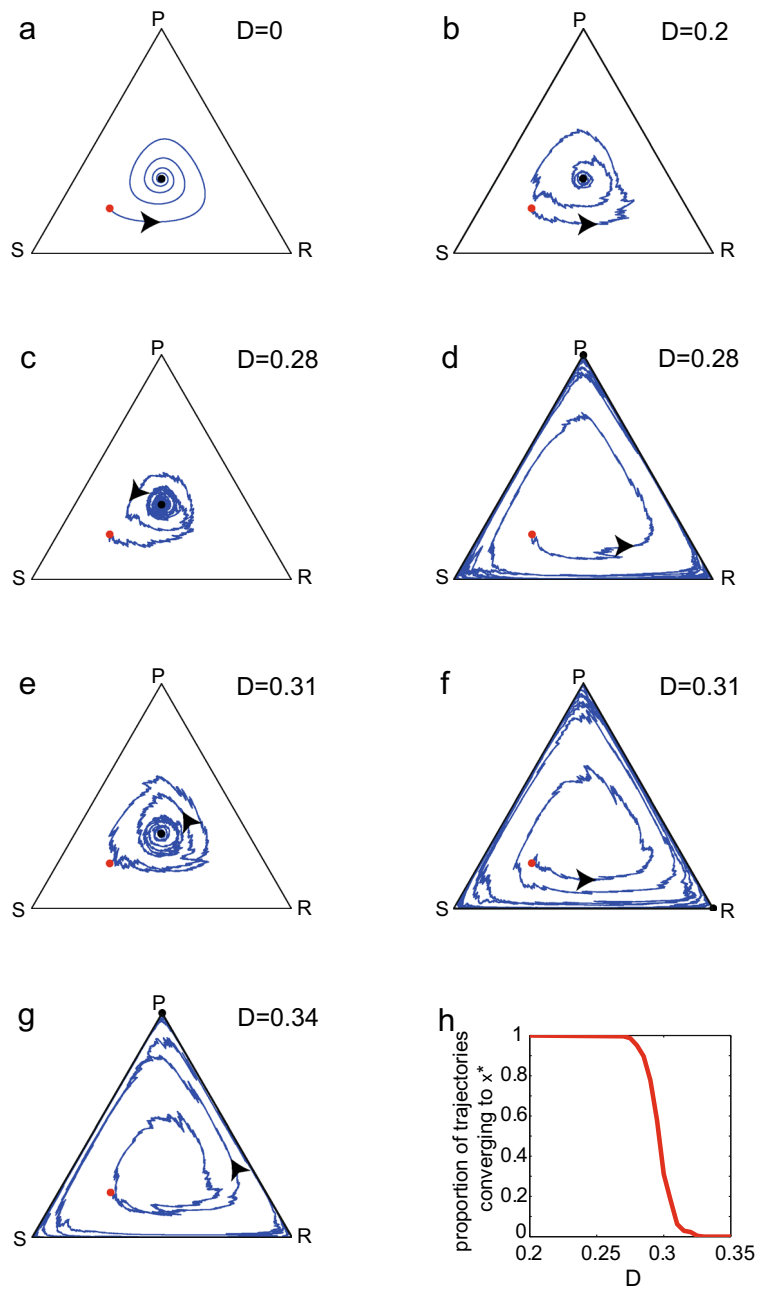 a
D=0
P
S
R
b
D=0.2
P
S
R
c
D=0.28
P
S
R
d
D=0.28
P
S
R
e
D=0.31
P
S
R
f
D=0.31
P
S
R
g
D=0.34
P
S
R
h
proportion of trajectories
converging to x*
1
0.8
0.6
0.4
0.2
0
0.2
0.25
0.3
0.35
D